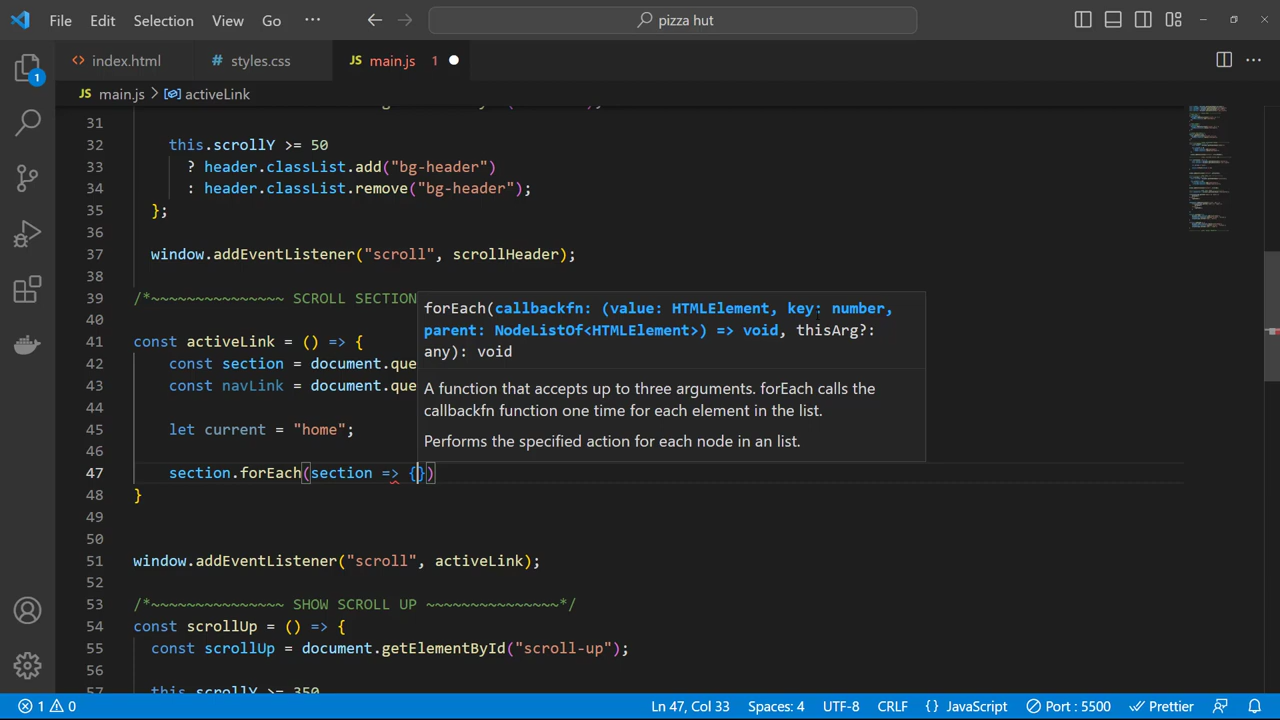 File Edit Selection View Go ··· pizza hut
index.html # styles.css JS main.js 1
JS main.js > activeLink
31
32 this.scrollY >= 50
33 ? header.classList.add("bg-header")
34 : header.classList.remove("bg-header");
35 };
36
37 window.addEventListener("scroll", scrollHeader);
38
39 /*~~~~~~~~~~~~~~~ SCROLL SECTION
40
41 const activeLink = () => {
42 const section = document.que
43 const navLink = document.que
44
45 let current = "home";
46
47 section.forEach(section => {})
48 }
49
50
51 window.addEventListener("scroll", activeLink);
52
53 /*~~~~~~~~~~~~~~~ SHOW SCROLL UP ~~~~~~~~~~~~~~~*/
54 const scrollUp = () => {
55 const scrollUp = document.getElementById("scroll-up");
56
57 this.scrollY >= 350
forEach(callbackfn: (value: HTMLElement, key: number,
parent: NodeListOf<HTMLElement>) => void, thisArg?:
any): void
A function that accepts up to three arguments. forEach calls the
callbackfn function one time for each element in the list.
Performs the specified action for each node in an list.
1
1 0 Ln 47, Col 33 Spaces: 4 UTF-8 CRLF {} JavaScript Port : 5500 Prettier